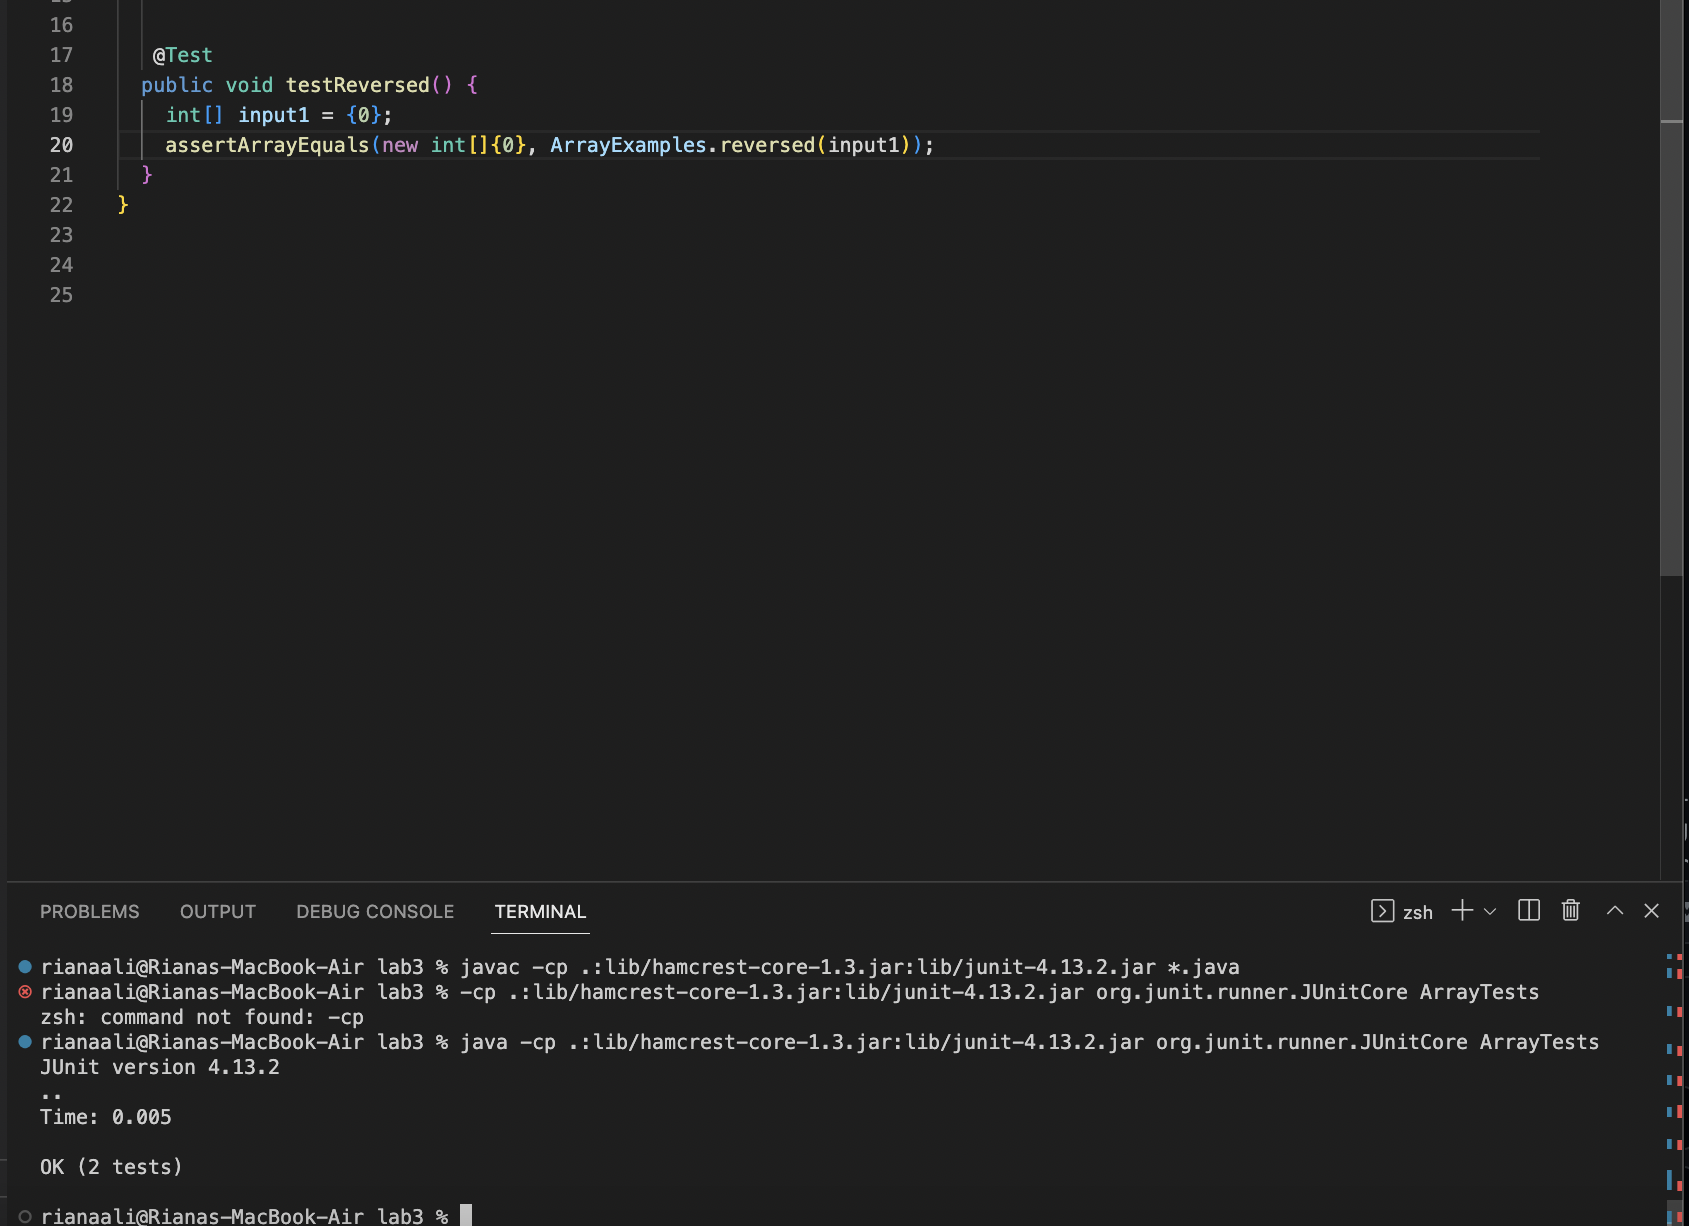 16
17 @Test
18 public void testReversed() {
19 int[] input1 = {0};
20 assertArrayEquals(new int[]{0}, ArrayExamples.reversed(input1));
21 }
22 }
23
24
25
PROBLEMS OUTPUT DEBUG CONSOLE TERMINAL zsh
rianaali@Rianas-MacBook-Air lab3 % javac -cp .:lib/hamcrest-core-1.3.jar:lib/junit-4.13.2.jar *.java
rianaali@Rianas-MacBook-Air lab3 % -cp .:lib/hamcrest-core-1.3.jar:lib/junit-4.13.2.jar org.junit.runner.JUnitCore ArrayTests
zsh: command not found: -cp
rianaali@Rianas-MacBook-Air lab3 % java -cp .:lib/hamcrest-core-1.3.jar:lib/junit-4.13.2.jar org.junit.runner.JUnitCore ArrayTests
JUnit version 4.13.2
..
Time: 0.005
OK (2 tests)
rianaali@Rianas-MacBook-Air lab3 %